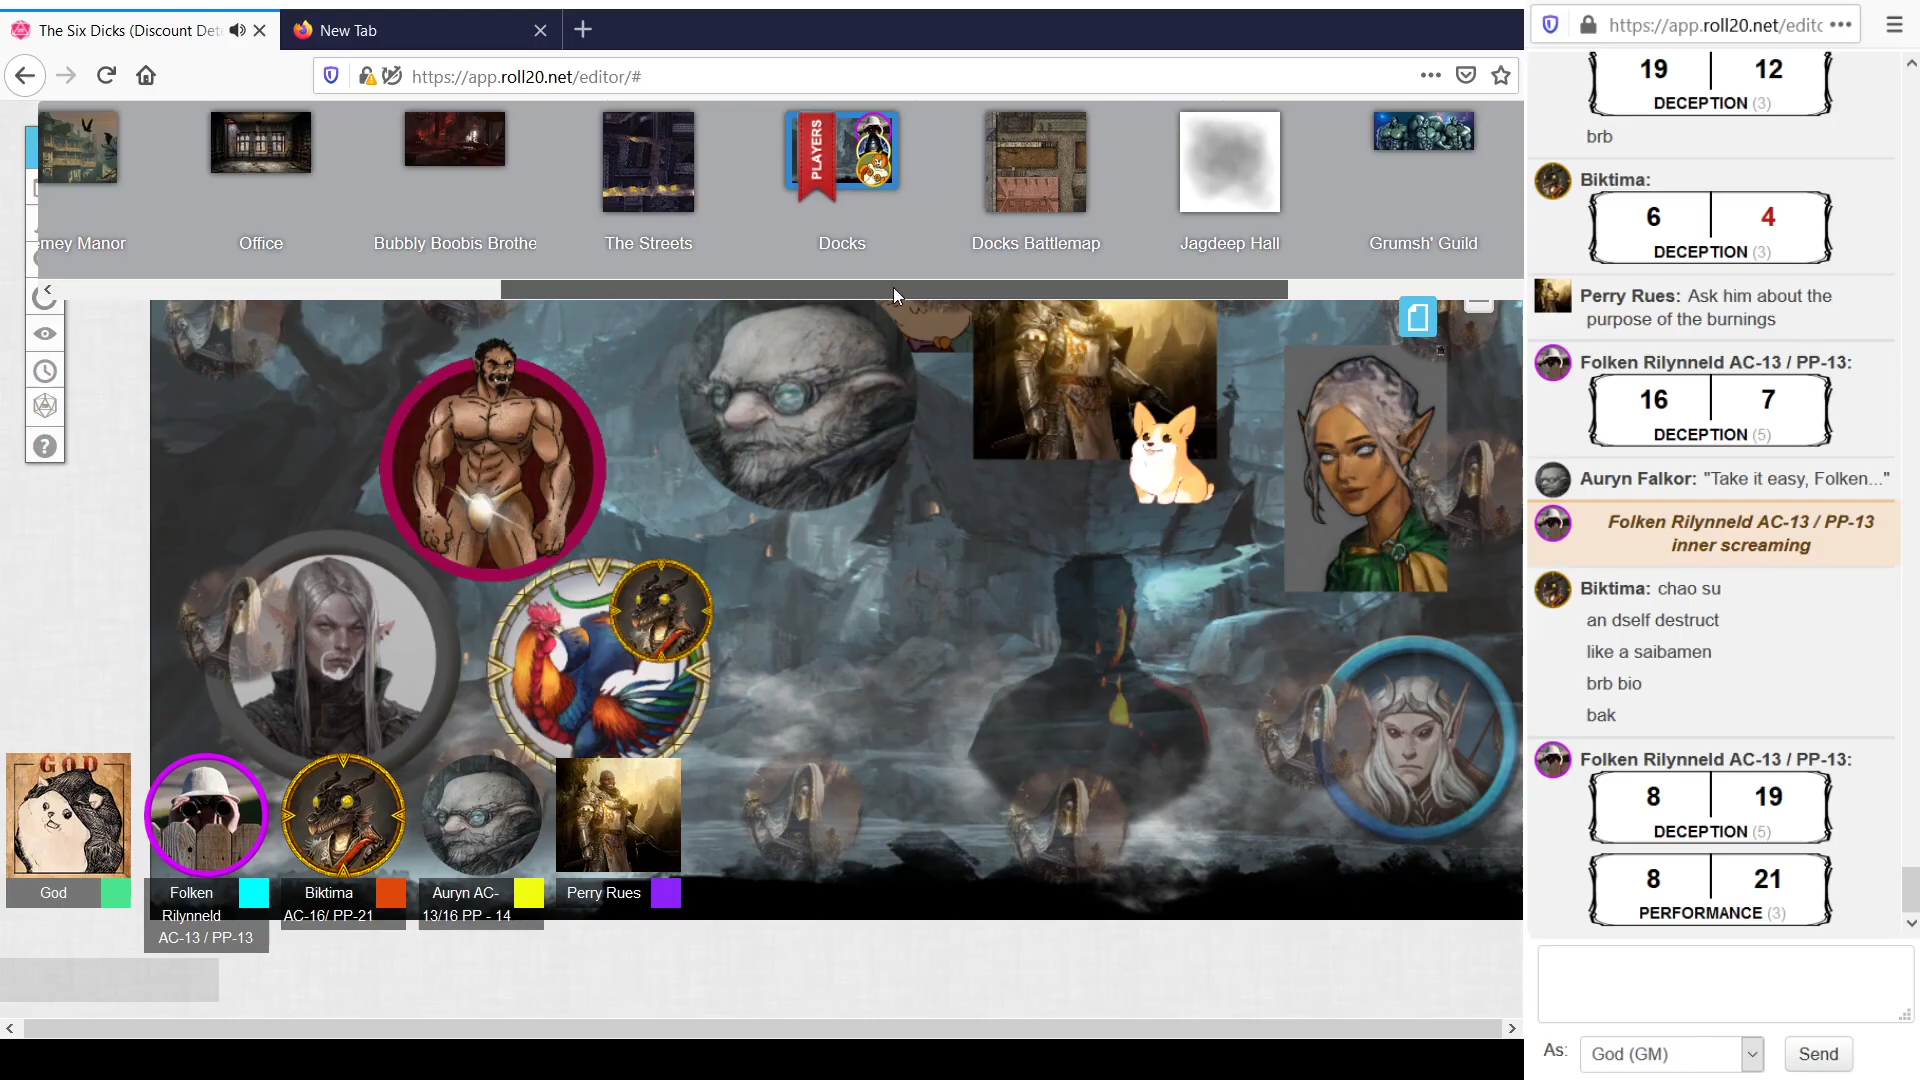 The Six Dicks (Discount Det
New Tab
https://app.roll20.net/editor/#
https://app.roll20.net/editc
mey Manor
Office
Bubbly Boobis Brothe
The Streets
PLAYERS
Docks
Docks Battlemap
Jagdeep Hall
Grumsh' Guild
GOD
God
Folken
Rilynneld
AC-13 / PP-13
Biktima
AC-16/ PP-21
Auryn AC-
13/16 PP - 14
Perry Rues
19 12
DECEPTION (3)
brb
Biktima:
6 4
DECEPTION (3)
Perry Rues: Ask him about the
purpose of the burnings
Folken Rilynneld AC-13 / PP-13:
16 7
DECEPTION (5)
Auryn Falkor: "Take it easy, Folken..."
Folken Rilynneld AC-13 / PP-13
inner screaming
Biktima: chao su
an dself destruct
like a saibamen
brb bio
bak
Folken Rilynneld AC-13 / PP-13:
8 19
DECEPTION (5)
8 21
PERFORMANCE (3)
As: God (GM) Send